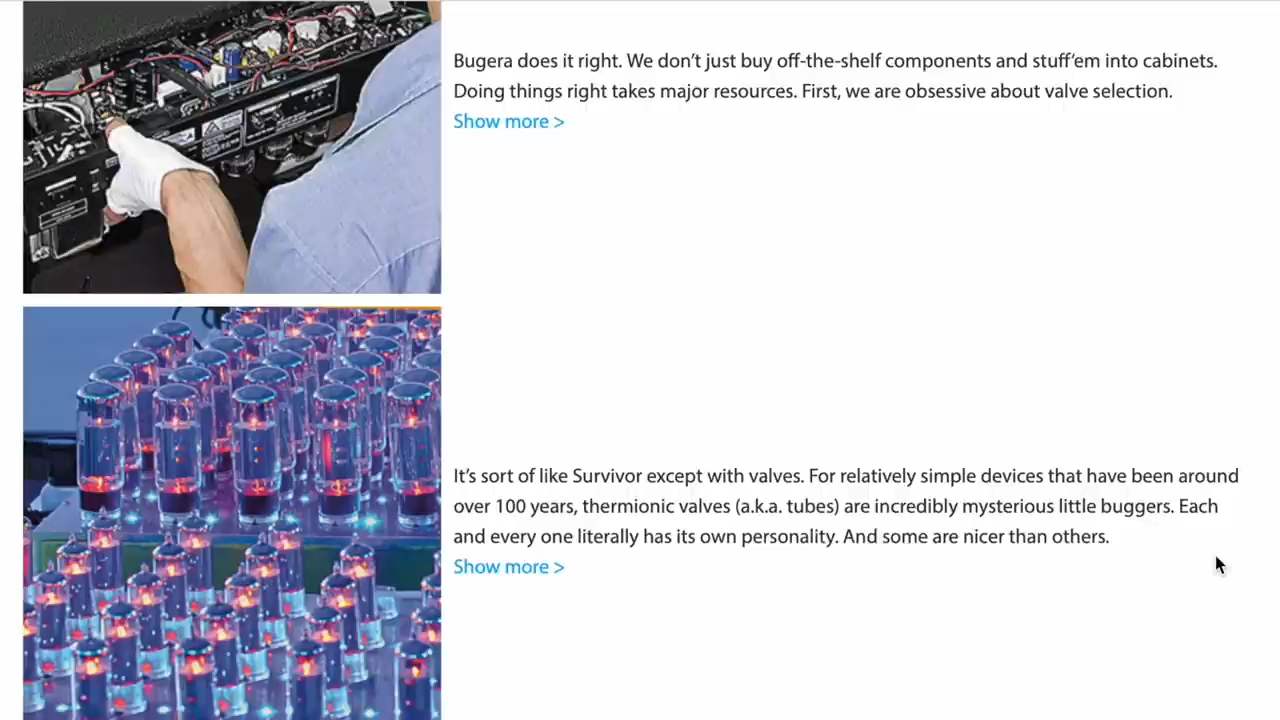 Bugera does it right. We don’t just buy off-the-shelf components and stuff’em into cabinets.
Doing things right takes major resources. First, we are obsessive about valve selection.
Show more >
It’s sort of like Survivor except with valves. For relatively simple devices that have been around
over 100 years, thermionic valves (a.k.a. tubes) are incredibly mysterious little buggers. Each
and every one literally has its own personality. And some are nicer than others.
Show more >